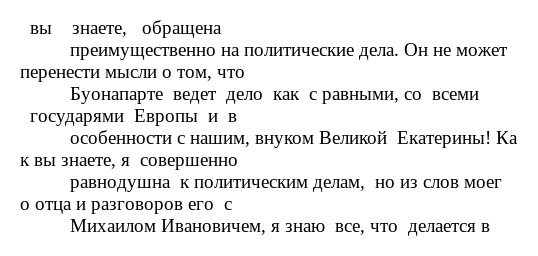 вы знаете, обращена
преимущественно на политические дела. Он не может
перенести мысли о том, что
Буонапарте ведет дело как с равными, со всеми
государями Европы и в
особенности с нашим, внуком Великой Екатерины! Ка
к вы знаете, я совершенно
равнодушна к политическим делам, но из слов моег
о отца и разговоров его с
Михаилом Ивановичем, я знаю все, что делается в